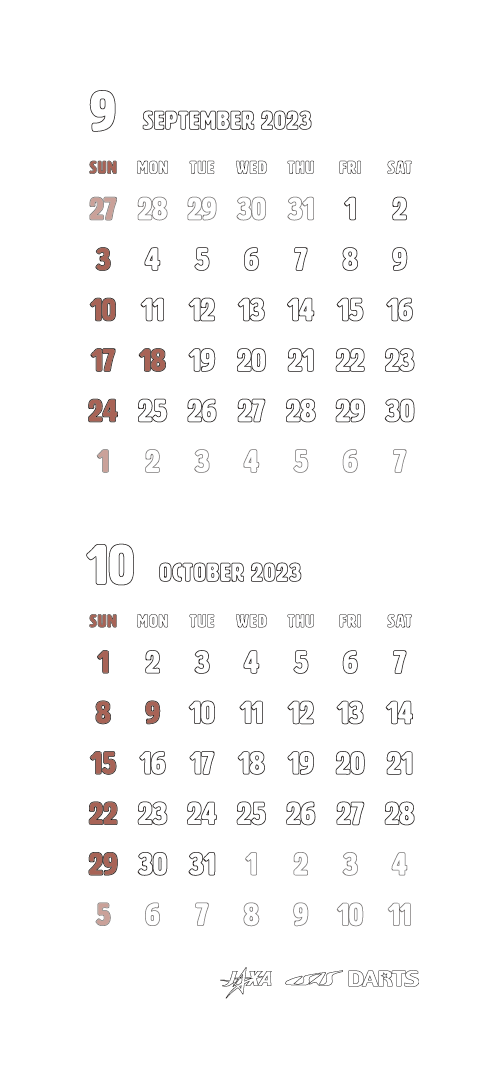 9 SEPTEMBER 2023
SUN MON TUE WED THU FRI SAT
27 28 29 30 31 1 2
3 4 5 6 7 8 9
10 11 12 13 14 15 16
17 18 19 20 21 22 23
24 25 26 27 28 29 30
1 2 3 4 5 6 7
10 OCTOBER 2023
SUN MON TUE WED THU FRI SAT
1 2 3 4 5 6 7
8 9 10 11 12 13 14
15 16 17 18 19 20 21
22 23 24 25 26 27 28
29 30 31 1 2 3 4
5 6 7 8 9 10 11
JAXA ISAS DARTS